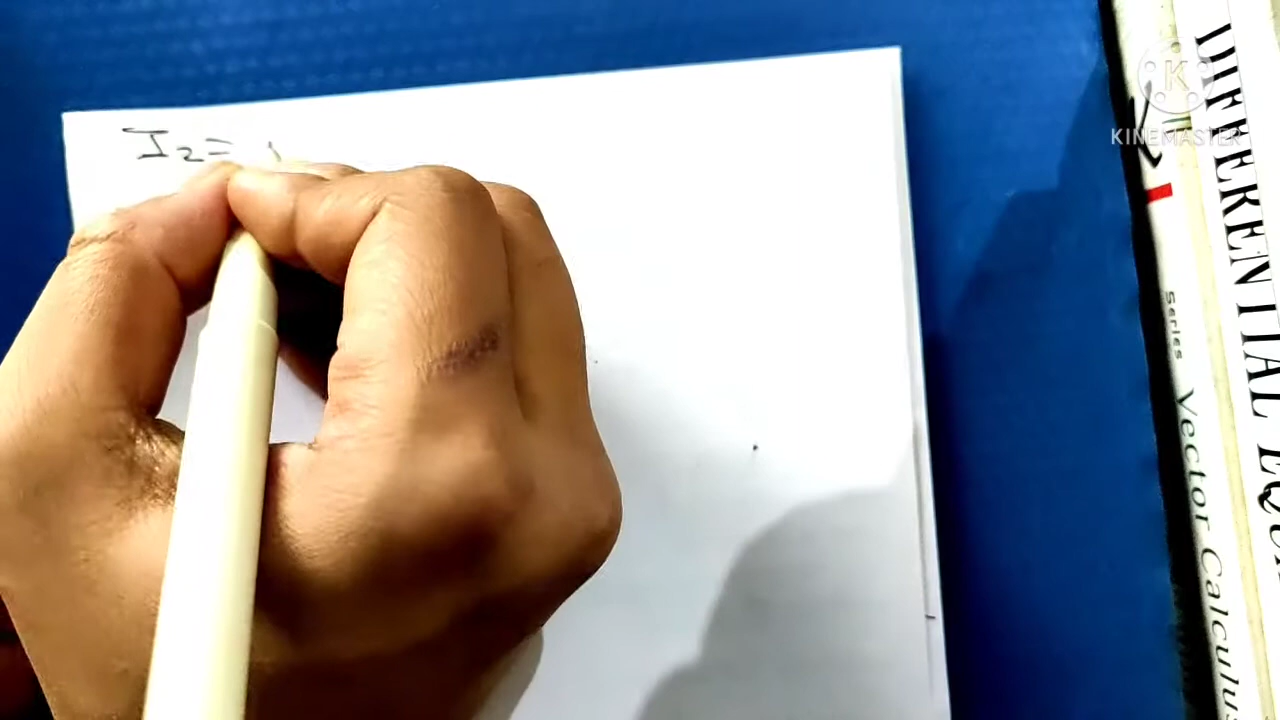 I₂=
K
KINEMASTER
DIFFERENTIAL
Series Vector Calculus